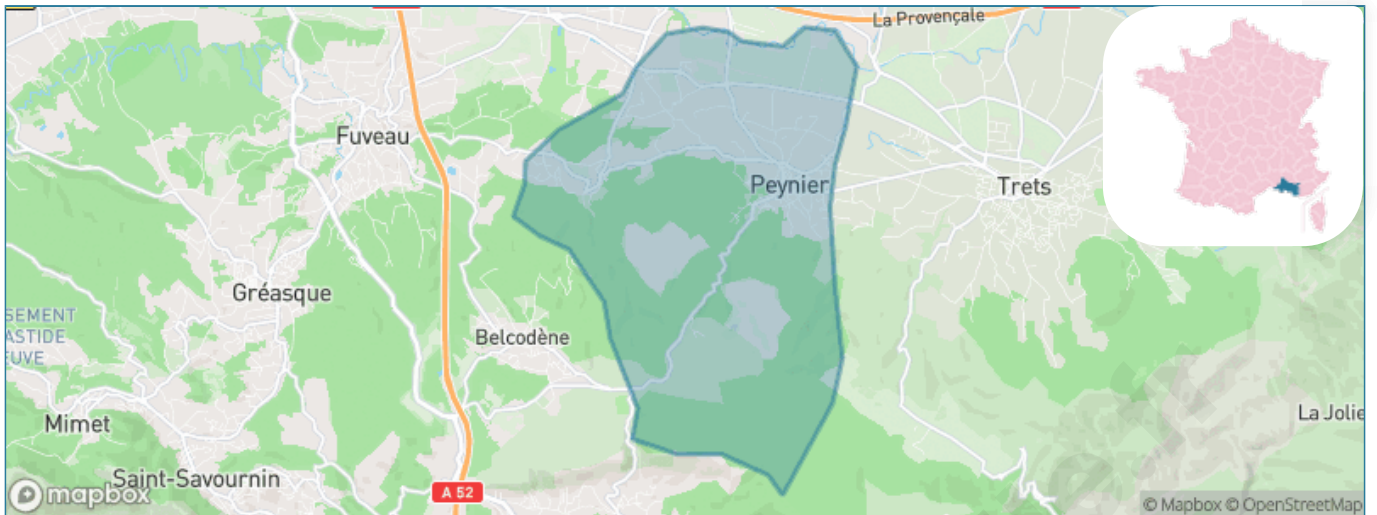 La Provençale
Fuveau
Peynier
Trets
Gréasque
SEMENT
ASTIDE
EUVE
Belcodène
Mimet
La Jolie
Saint-Savournin
A 52
mapbox
© Mapbox © OpenStreetMap